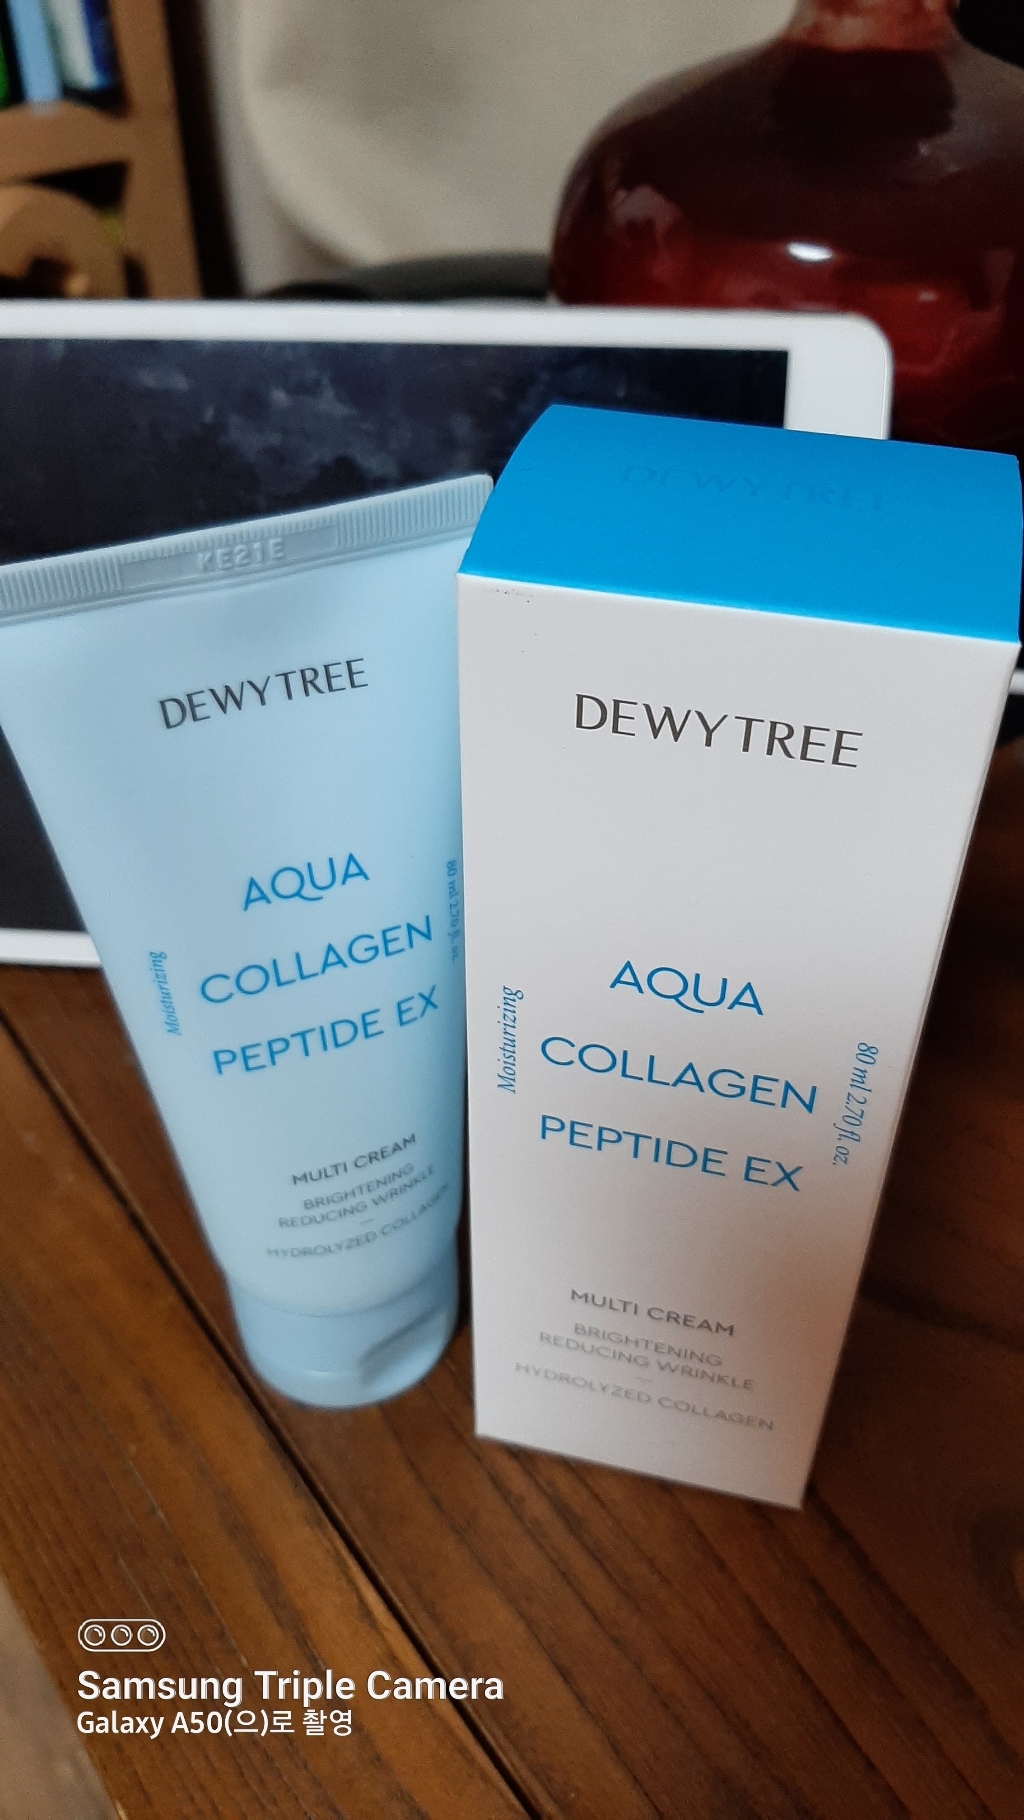 KE21E
DEWYTREE
AQUA
COLLAGEN
PEPTIDE EX
Moisturizing
80 ml 2.70 fl. oz.
MULTI CREAM
BRIGHTENING
REDUCING WRINKLE
HYDROLYZED COLLAGEN
DEWYTREE
DEWYTREE
AQUA
COLLAGEN
PEPTIDE EX
Moisturizing
80 ml 2.70 fl. oz.
MULTI CREAM
BRIGHTENING
REDUCING WRINKLE
HYDROLYZED COLLAGEN
Samsung Triple Camera
Galaxy A50(으)로 촬영